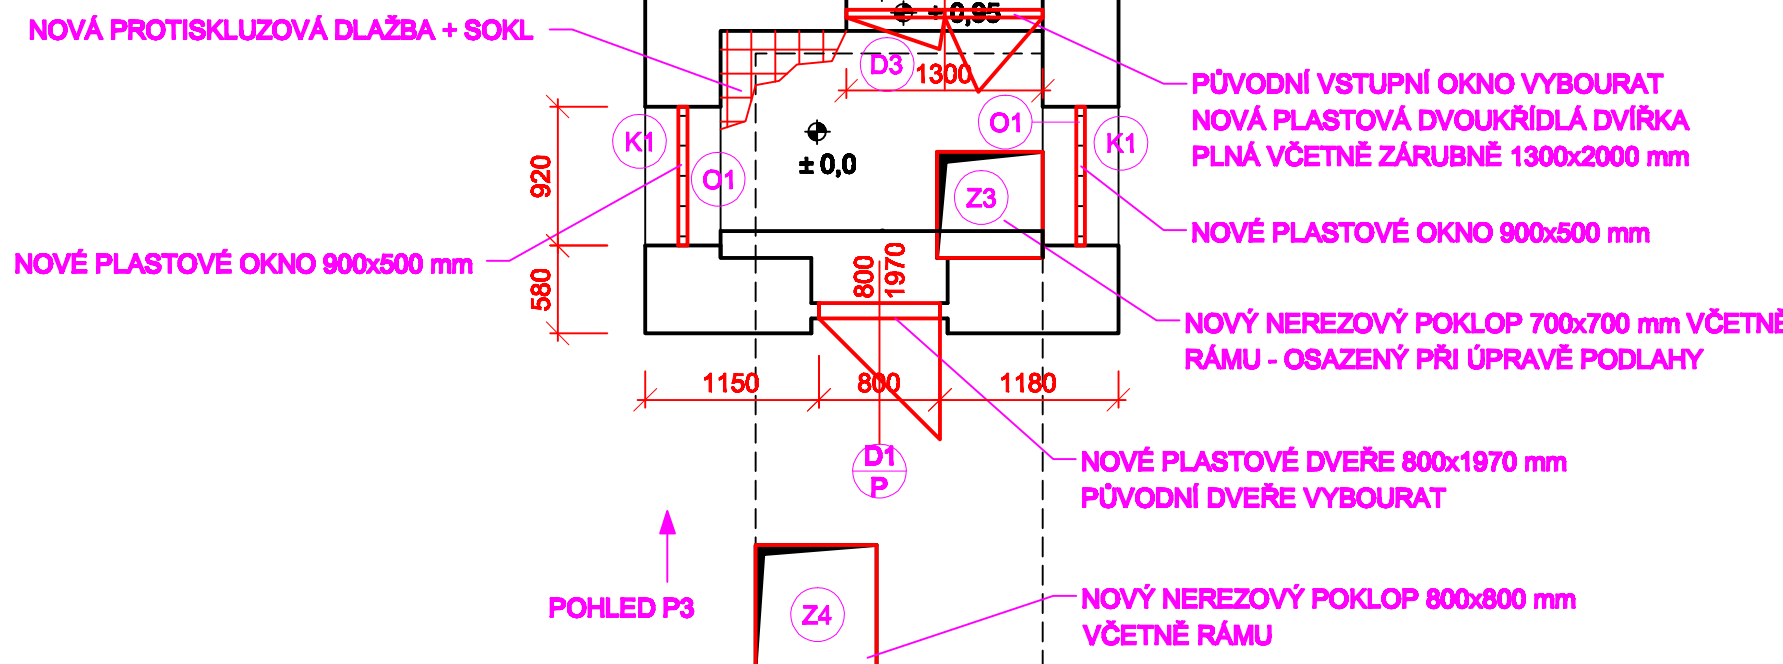 ± 0,95
NOVÁ PROTISKLUZOVÁ DLAŽBA + SOKL
D3
1300
PŮVODNÍ VSTUPNÍ OKNO VYBOURAT
NOVÁ PLASTOVÁ DVOUKŘÍDLÁ DVÍŘKA
PLNÁ VČETNĚ ZÁRUBNĚ 1300x2000 mm
K1
O1
± 0,0
O1
K1
920
Z3
NOVÉ PLASTOVÉ OKNO 900x500 mm
NOVÉ PLASTOVÉ OKNO 900x500 mm
580
800
1970
NOVÝ NEREZOVÝ POKLOP 700x700 mm VČETNĚ
RÁMU - OSAZENÝ PŘI ÚPRAVĚ PODLAHY
1150
800
1180
D1
P
NOVÉ PLASTOVÉ DVEŘE 800x1970 mm
PŮVODNÍ DVEŘE VYBOURAT
POHLED P3
Z4
NOVÝ NEREZOVÝ POKLOP 800x800 mm
VČETNĚ RÁMU